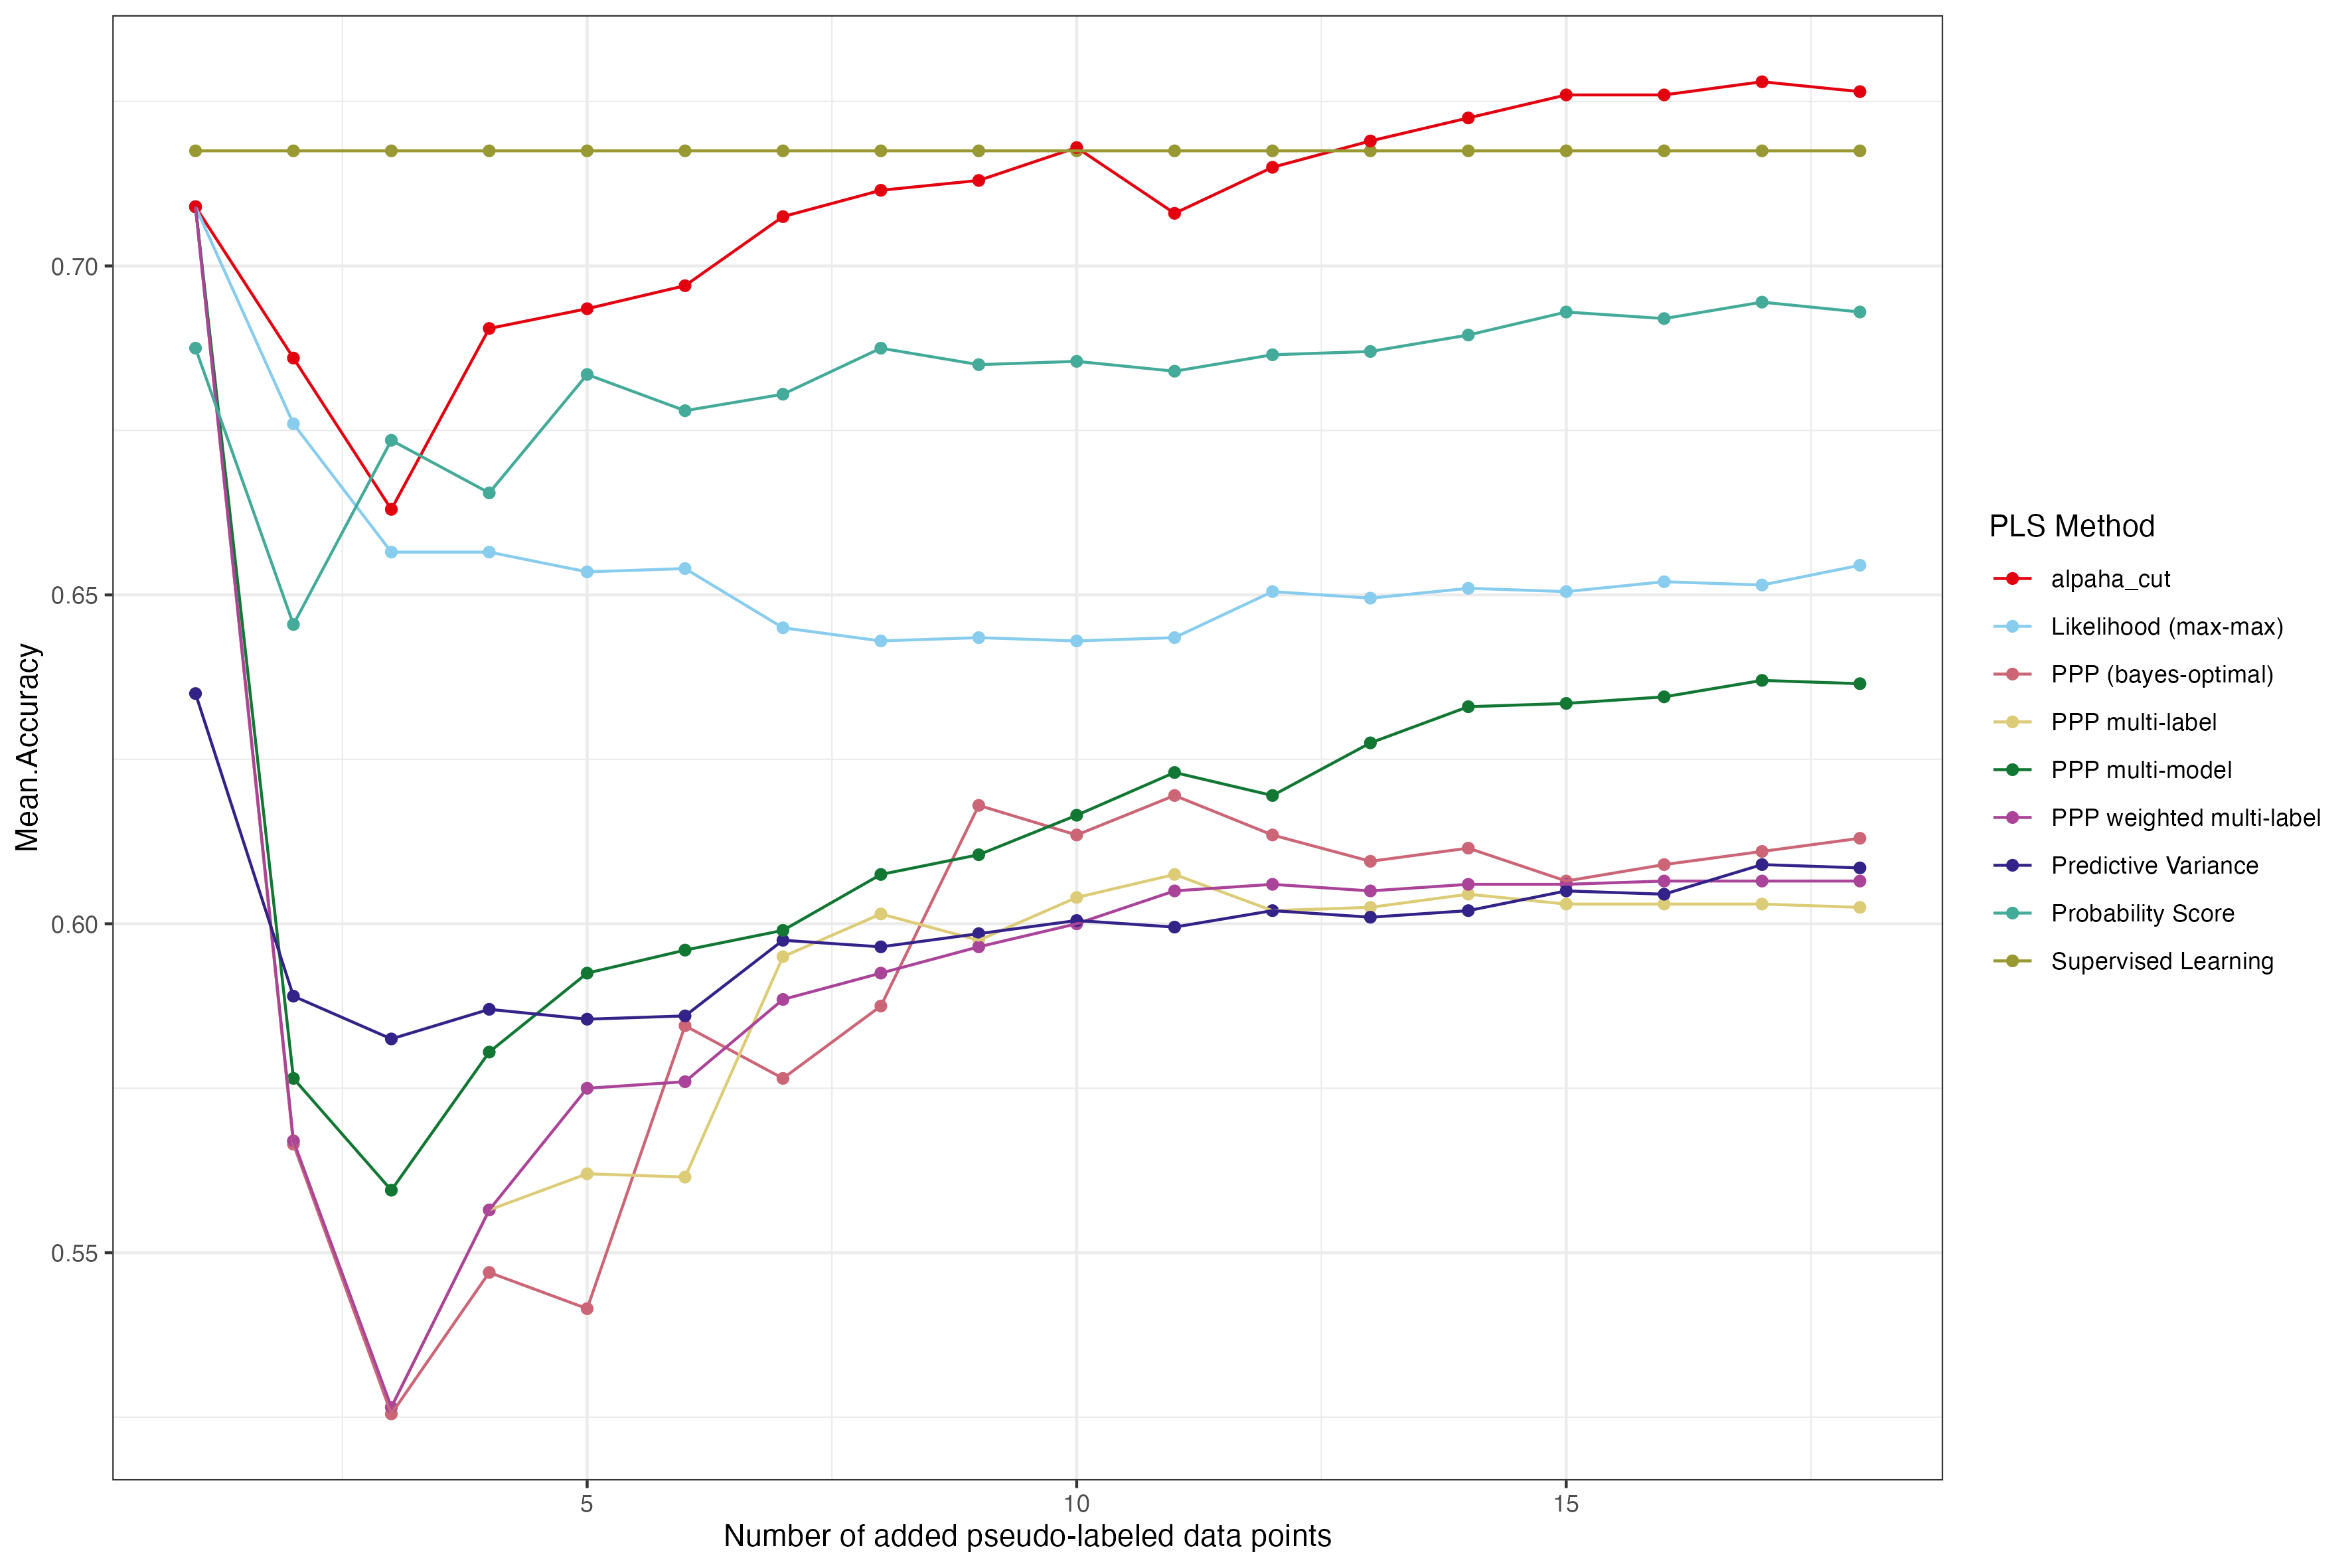 0.70
0.65
0.60
0.55
Mean.Accuracy
5
10
15
Number of added pseudo-labeled data points
PLS Method
alpaha_cut
Likelihood (max-max)
PPP (bayes-optimal)
PPP multi-label
PPP multi-model
PPP weighted multi-label
Predictive Variance
Probability Score
Supervised Learning